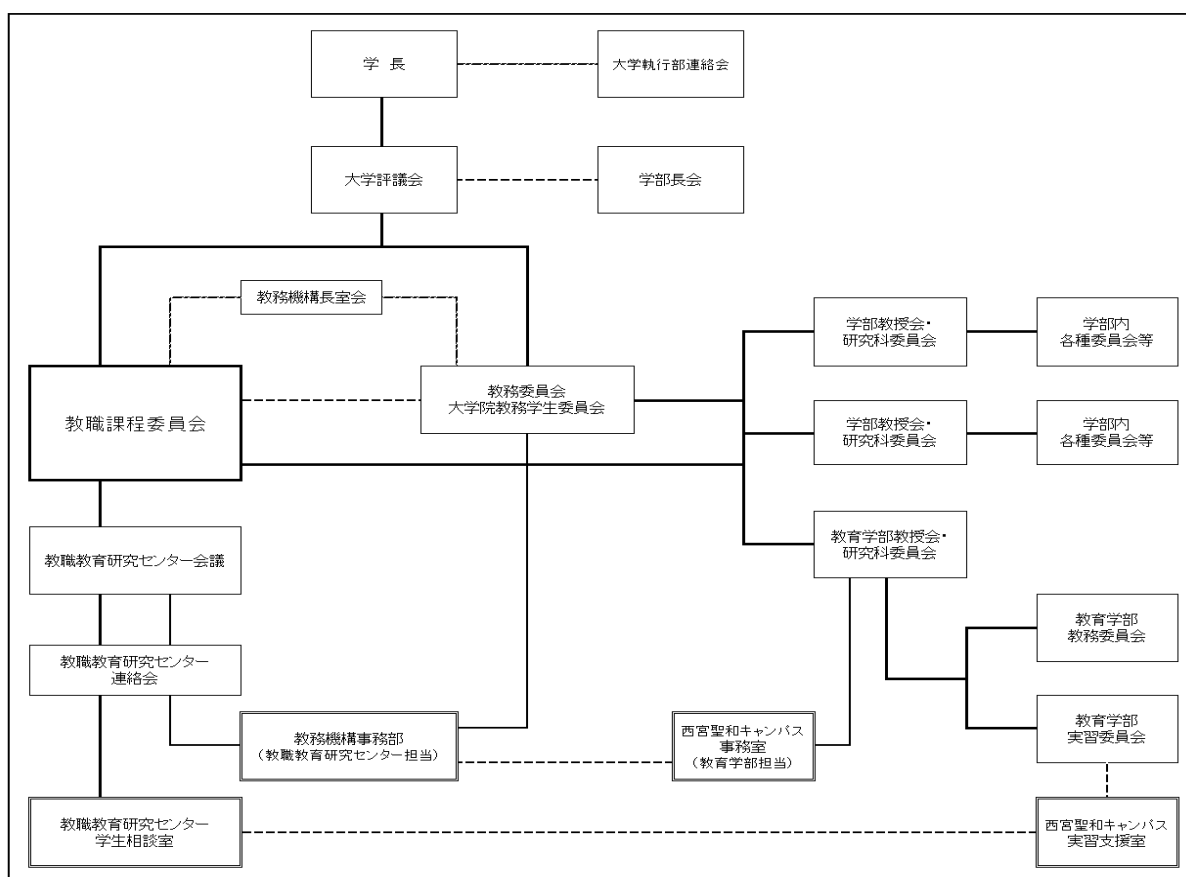 学 長
大学執行部連絡会
大学評議会
学部長会
教務機構長室会
学部教授会・
研究科委員会
学部内
各種委員会等
教職課程委員会
教務委員会
大学院教務学生委員会
学部教授会・
研究科委員会
学部内
各種委員会等
教職教育研究センター会議
教育学部教授会・
研究科委員会
教育学部
教務委員会
教職教育研究センター
連絡会
教務機構事務部
（教職教育研究センター担当）
西宮聖和キャンパス
事務室
（教育学部担当）
教育学部
実習委員会
教職教育研究センター
学生相談室
西宮聖和キャンパス
実習支援室